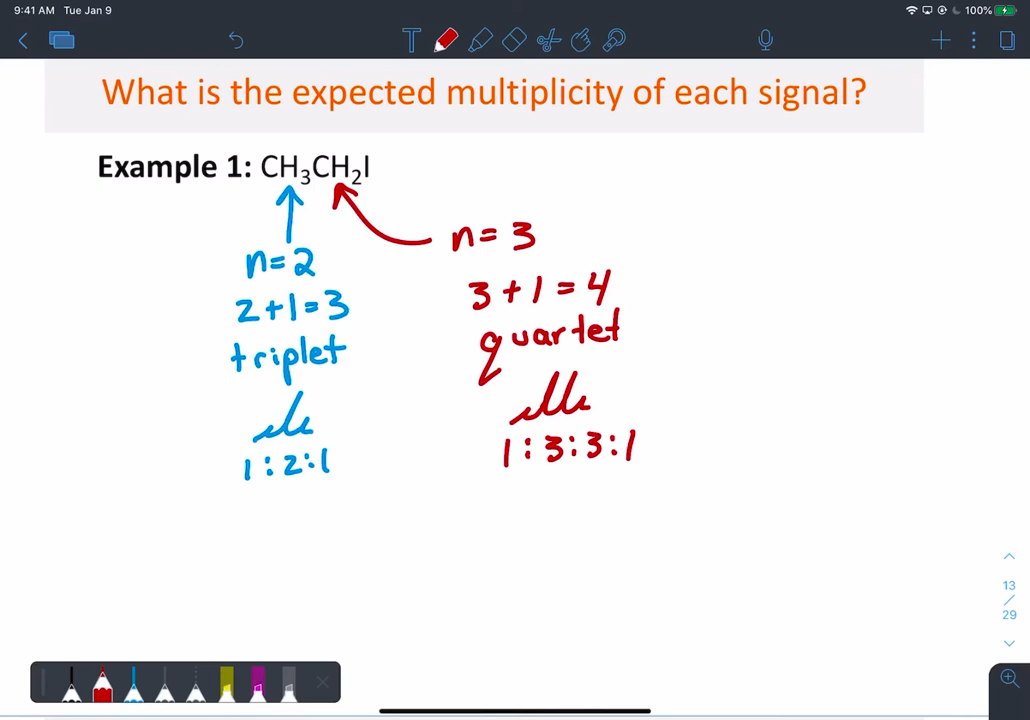 9:41 AM Tue Jan 9
100%
T
What is the expected multiplicity of each signal?
Example 1: CH₃CH₂I
n=2
2+1=3
triplet
1:2:1
n=3
3+1=4
quartet
1:3:3:1
13
/
29